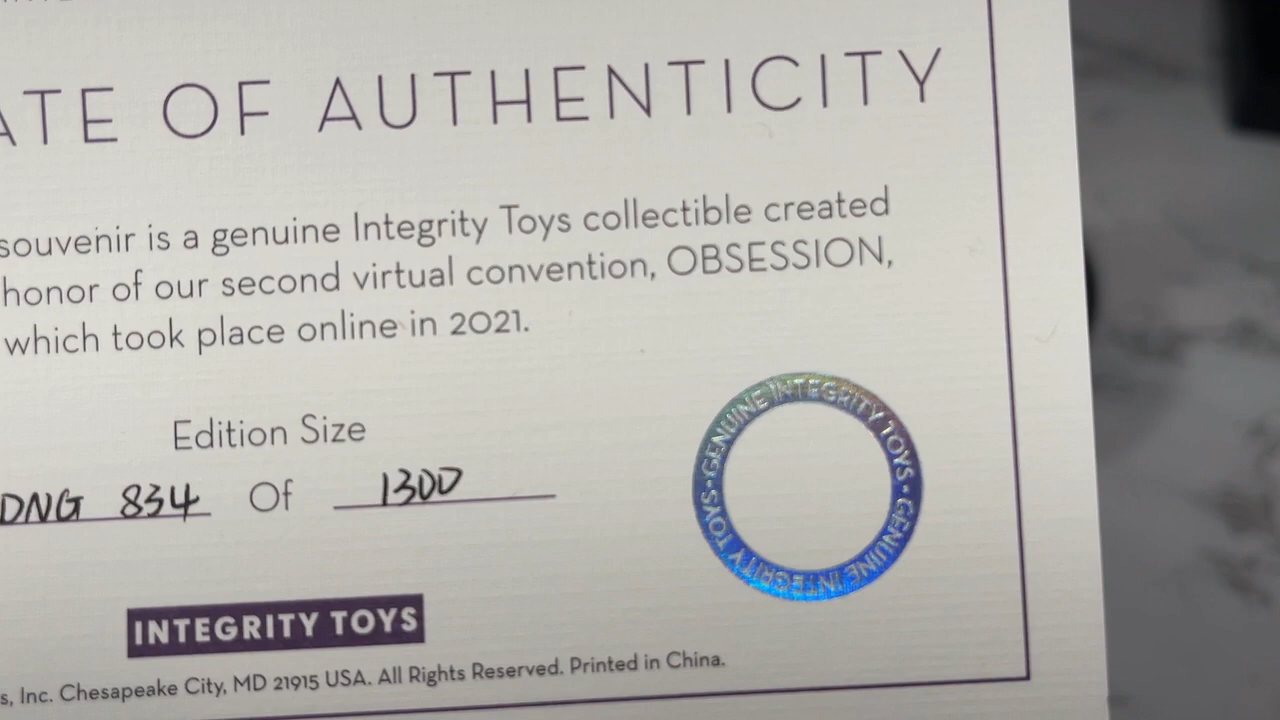 ATE OF AUTHENTICITY
souvenir is a genuine Integrity Toys collectible created
honor of our second virtual convention, OBSESSION,
which took place online in 2021.
Edition Size
DNG 834 Of 1300
GENUINE INTEGRITY TOYS · GENUINE INTEGRITY TOYS ·
INTEGRITY TOYS
s, Inc. Chesapeake City, MD 21915 USA. All Rights Reserved. Printed in China.